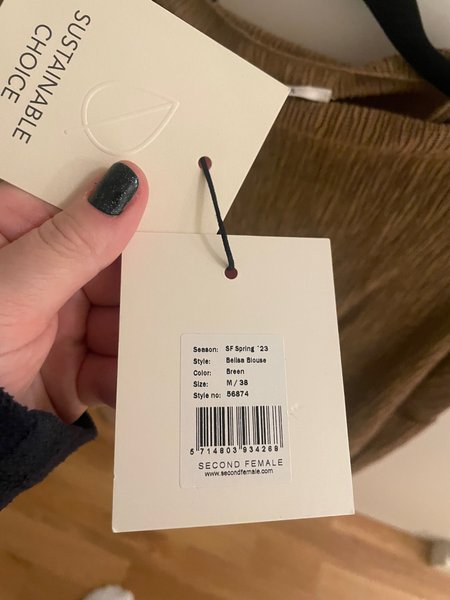 SUSTAINABLE
CHOICE
Season: SF Spring ´23
Style: Belisa Blouse
Color: Breen
Size: M / 38
Style no: 56874
5 714803 934268
SECOND FEMALE
www.secondfemale.com